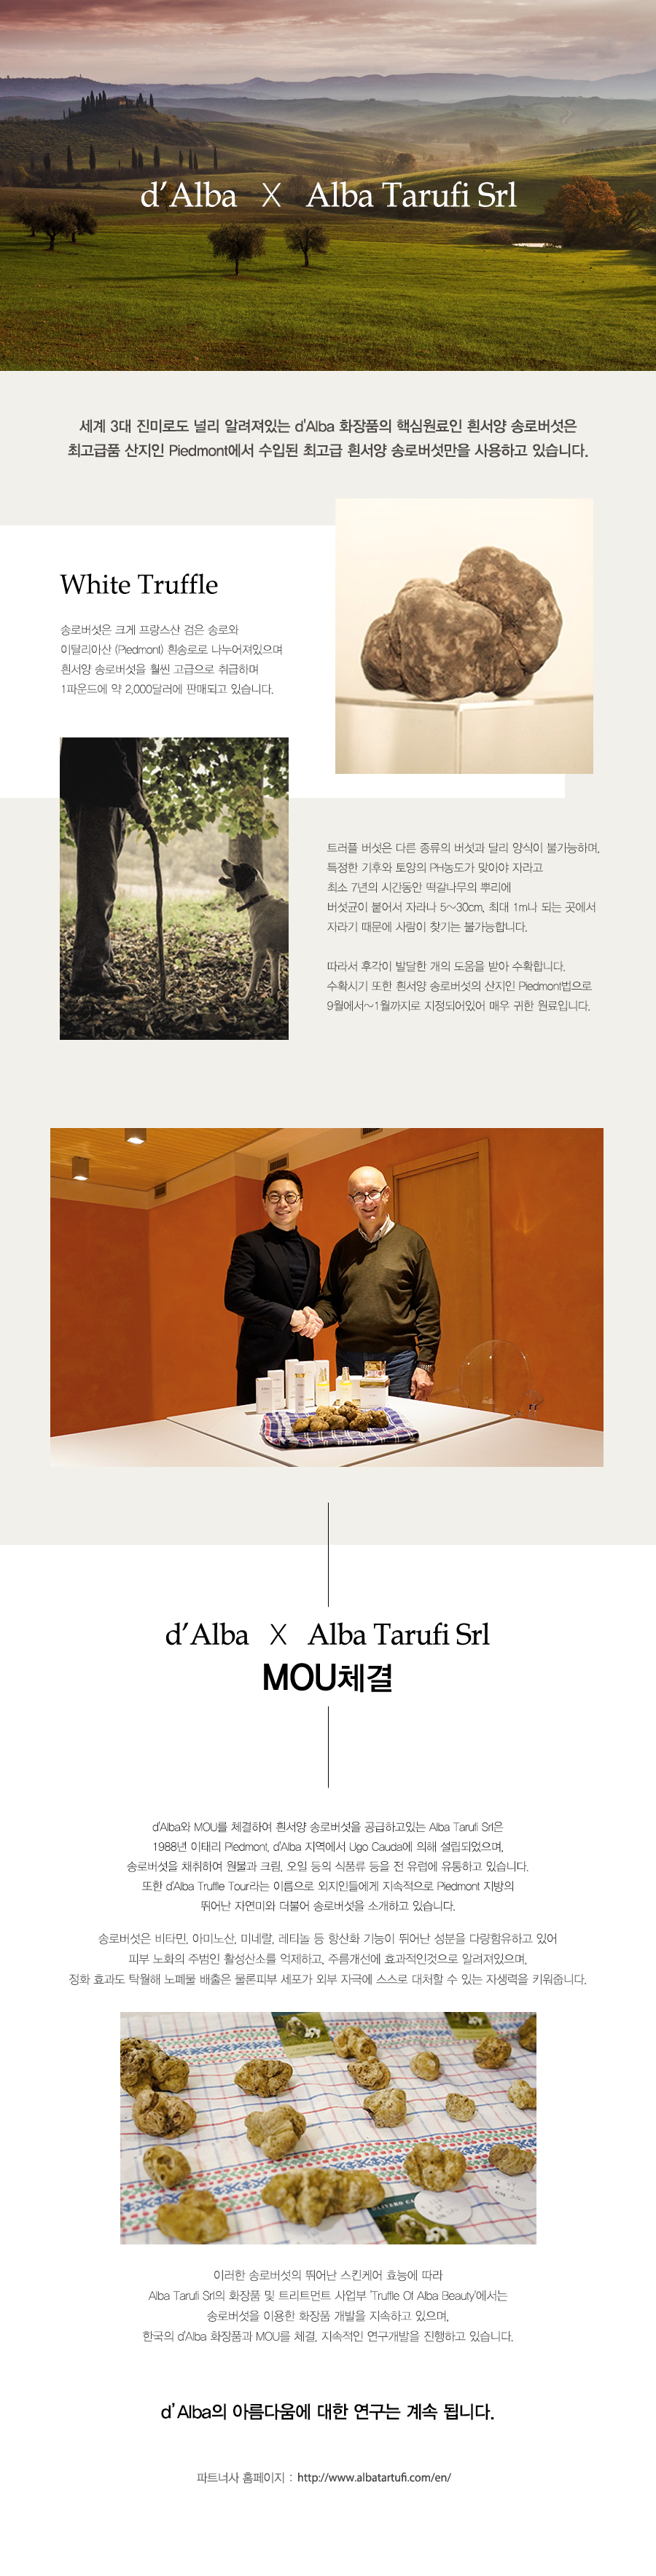 d’Alba X Alba Tarufi Srl
세계 3대 진미로도 널리 알려져있는 d'Alba 화장품의 핵심원료인 흰서양 송로버섯은
최고급품 산지인 Piedmont에서 수입된 최고급 흰서양 송로버섯만을 사용하고 있습니다.
White Truffle
송로버섯은 크게 프랑스산 검은 송로와
이탈리아산 (Piedmont) 흰송로로 나누어져있으며
흰서양 송로버섯을 훨씬 고급으로 취급하며
1파운드에 약 2,000달러에 판매되고 있습니다.
트러플 버섯은 다른 종류의 버섯과 달리 양식이 불가능하며,
특정한 기후와 토양의 PH농도가 맞아야 자라고
최소 7년의 시간동안 떡갈나무의 뿌리에
버섯균이 붙어서 자라나 5~30cm, 최대 1m나 되는 곳에서
자라기 때문에 사람이 찾기는 불가능합니다.
따라서 후각이 발달한 개의 도움을 받아 수확합니다.
수확시기 또한 흰서양 송로버섯의 산지인 Piedmont법으로
9월에서~1월까지로 지정되어있어 매우 귀한 원료입니다.
d’Alba X Alba Tarufi Srl
MOU체결
d'Alba와 MOU를 체결하여 흰서양 송로버섯을 공급하고있는 Alba Tarufi Srl은
1988년 이태리 Piedmont, d'Alba 지역에서 Ugo Cauda에 의해 설립되었으며,
송로버섯을 채취하여 원물과 크림, 오일 등의 식품류 등을 전 유럽에 유통하고 있습니다.
또한 d'Alba Truffle Tour라는 이름으로 외지인들에게 지속적으로 Piedmont 지방의
뛰어난 자연미와 더불어 송로버섯을 소개하고 있습니다.
송로버섯은 비타민, 아미노산, 미네랄, 레티놀 등 항산화 기능이 뛰어난 성분을 다량함유하고 있어
피부 노화의 주범인 활성산소를 억제하고, 주름개선에 효과적인것으로 알려져있으며,
정화 효과도 탁월해 노폐물 배출은 물론피부 세포가 외부 자극에 스스로 대처할 수 있는 자생력을 키워줍니다.
이러한 송로버섯의 뛰어난 스킨케어 효능에 따라
Alba Tarufi Srl의 화장품 및 트리트먼트 사업부 'Truffle Of Alba Beauty'에서는
송로버섯을 이용한 화장품 개발을 지속하고 있으며,
한국의 d'Alba 화장품과 MOU를 체결, 지속적인 연구개발을 진행하고 있습니다.
d’Alba의 아름다움에 대한 연구는 계속 됩니다.
파트너사 홈페이지 : http://www.albatartufi.com/en/